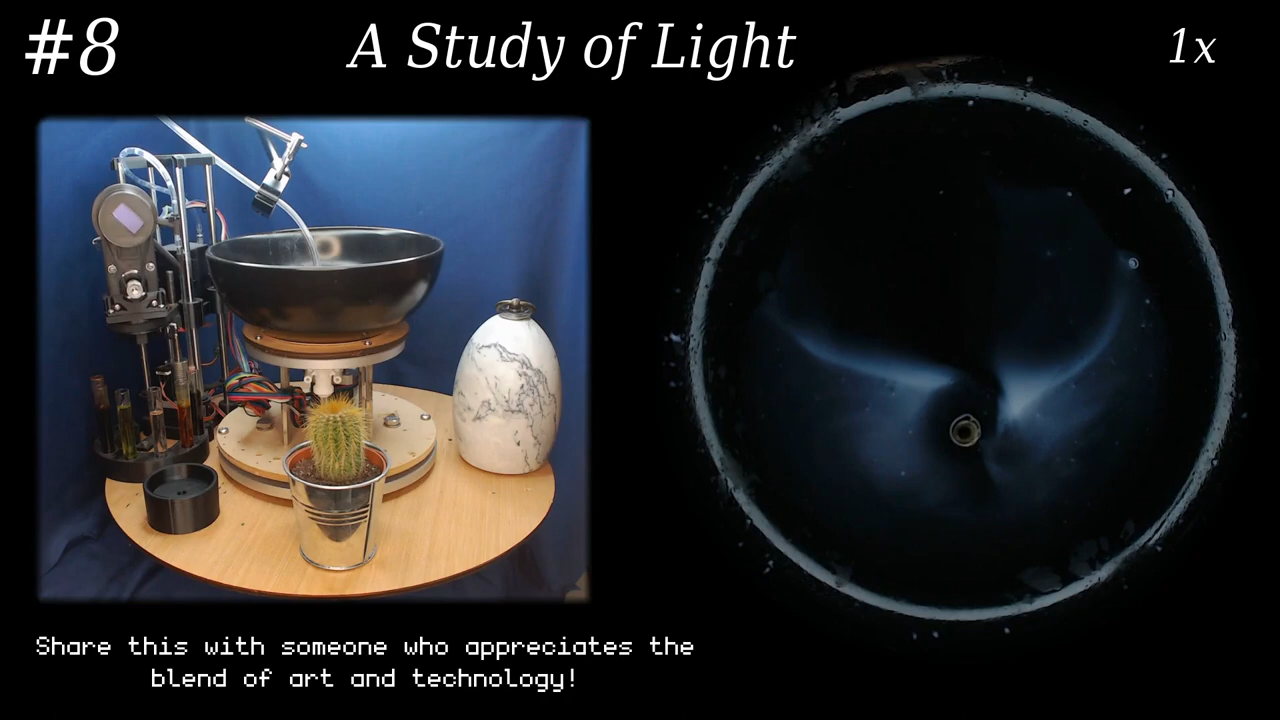 #8
A Study of Light
1x
Share this with someone who appreciates the
blend of art and technology!